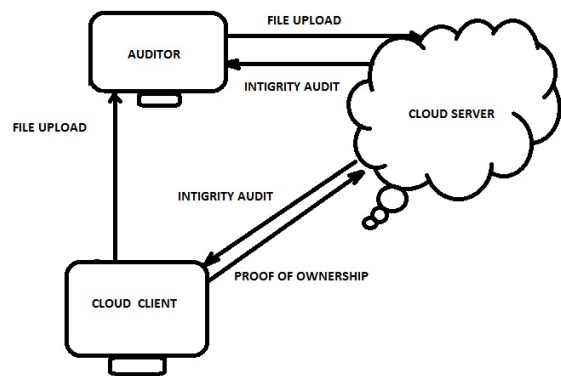 FILE UPLOAD
AUDITOR
INTIGRITY AUDIT
CLOUD SERVER
FILE UPLOAD
INTIGRITY AUDIT
PROOF OF OWNERSHIP
CLOUD CLIENT